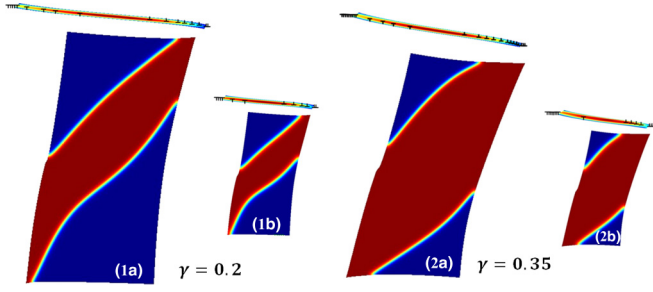 (1a)
(1b)
γ = 0.2
(2a)
(2b)
γ = 0.35